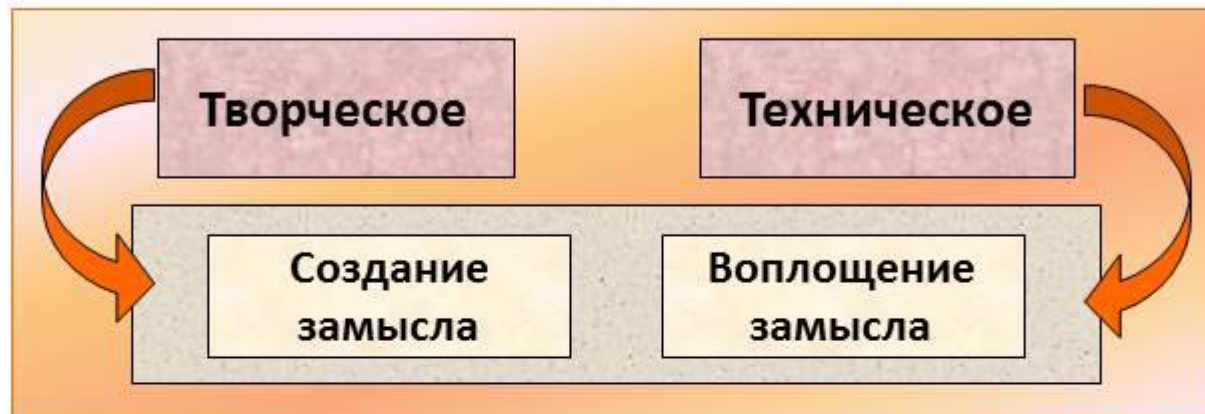 Творческое
Техническое
Создание
замысла
Воплощение
замысла